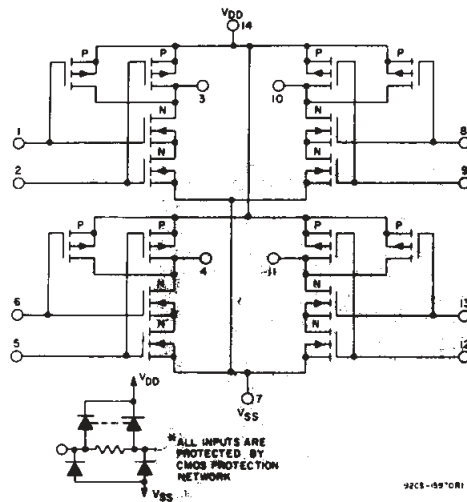 VDD
14
P P P P
3 10
N N
1 8
N N
2 9
P P P P
4 11
N N
6 13
N N
5 12
VDD
7
VSS
* ALL INPUTS ARE
PROTECTED BY
CMOS PROTECTION
NETWORK
VSS